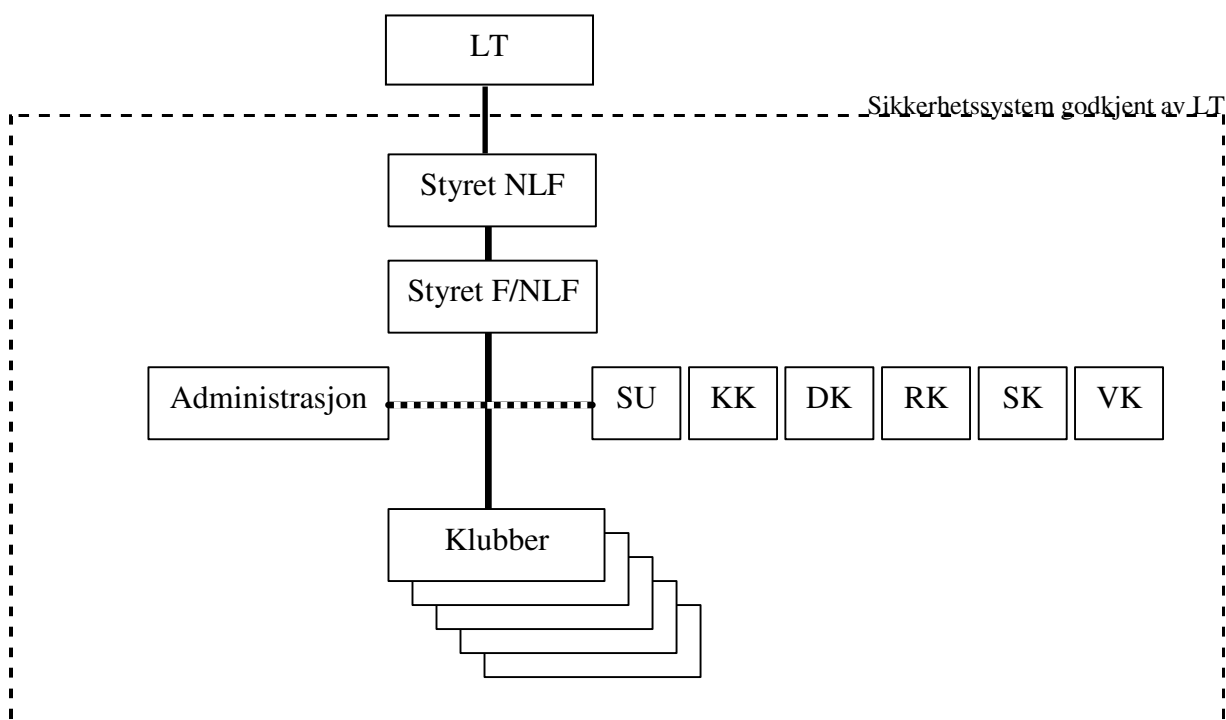 LT
Sikkerhetssystem godkjent av LT
Styret NLF
Styret F/NLF
Administrasjon
SU
KK
DK
RK
SK
VK
Klubber